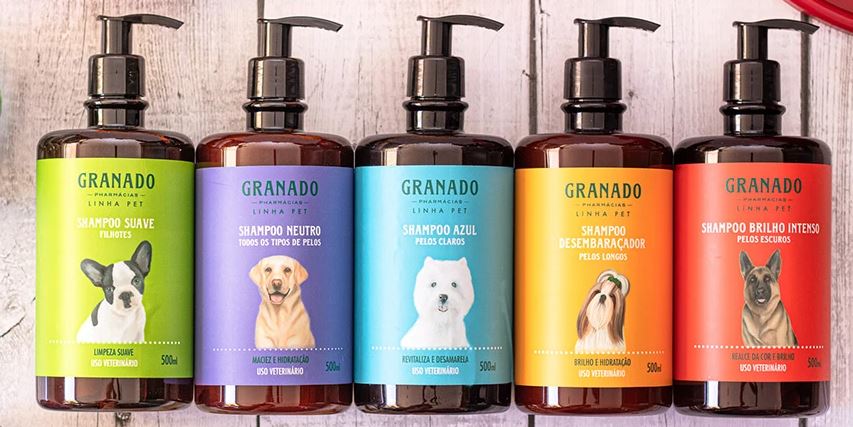 GRANADO
PHARMÁCIAS
LINHA PET
SHAMPOO SUAVE
FILHOTES
LIMPEZA SUAVE
500ml
USO VETERINÁRIO
GRANADO
PHARMÁCIAS
LINHA PET
SHAMPOO NEUTRO
TODOS OS TIPOS DE PELOS
MACIEZ E HIDRATAÇÃO
500ml
USO VETERINÁRIO
GRANADO
PHARMÁCIAS
LINHA PET
SHAMPOO AZUL
PELOS CLAROS
REVITALIZA E DESAMARELA
500ml
USO VETERINÁRIO
GRANADO
PHARMÁCIAS
LINHA PET
SHAMPOO
DESEMBARAÇADOR
PELOS LONGOS
BRILHO E HIDRATAÇÃO
500ml
USO VETERINÁRIO
GRANADO
PHARMÁCIAS
LINHA PET
SHAMPOO BRILHO INTENSO
PELOS ESCUROS
REALCE DA COR E BRILHO
500ml
USO VETERINÁRIO